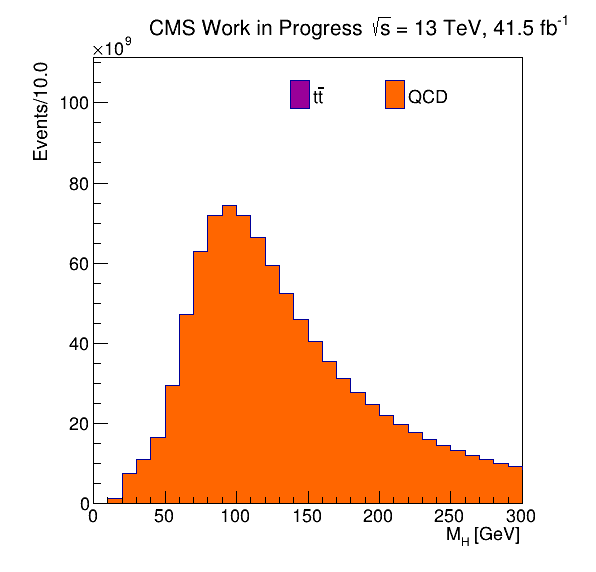 CMS Work in Progress √s = 13 TeV, 41.5 fb⁻¹
×10⁹
Events/10.0
tt̄
QCD
100
80
60
40
20
0
0 50 100 150 200 250 300
M_H [GeV]